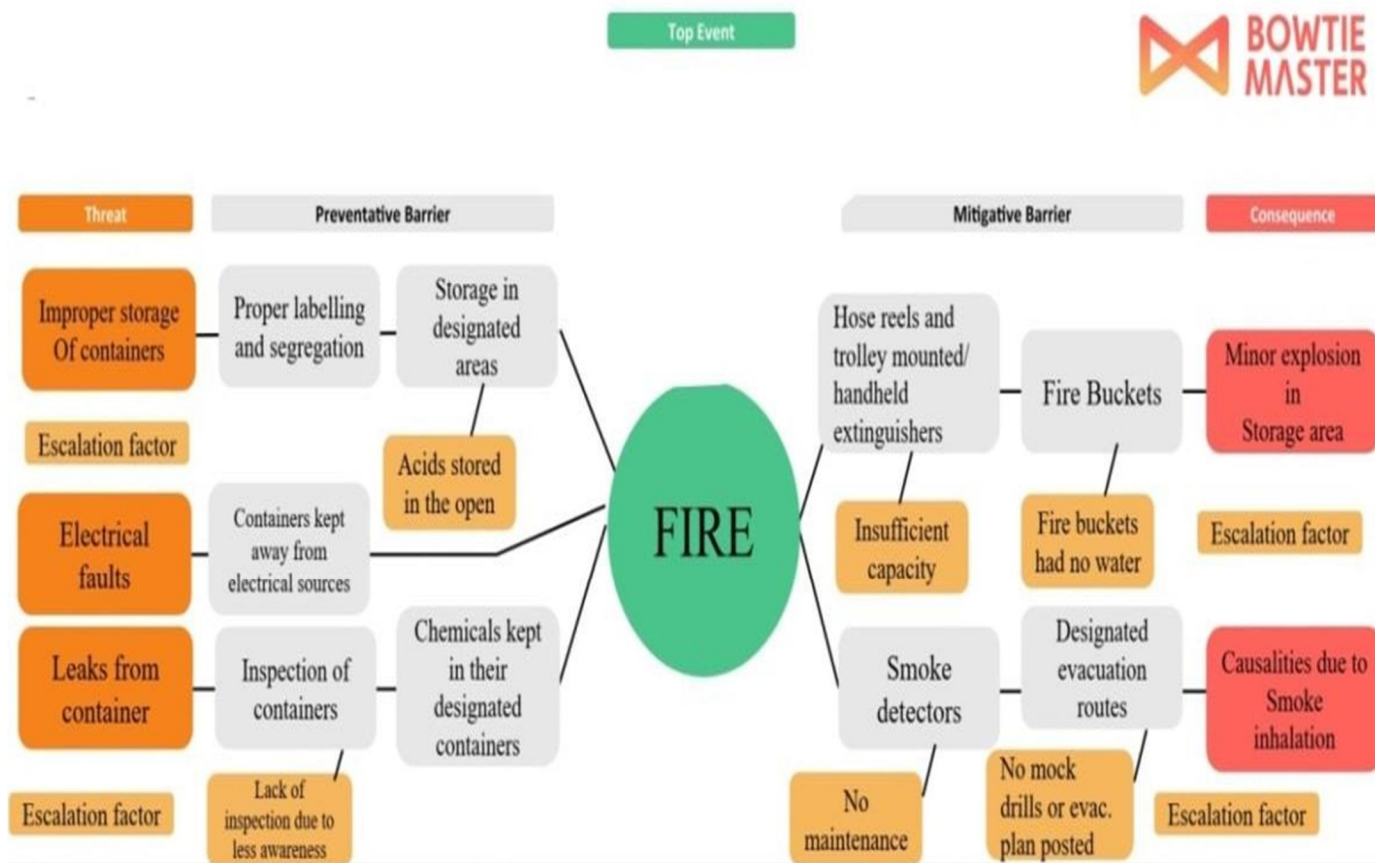 Top Event
BOWTIE
MASTER
Threat
Preventative Barrier
Mitigative Barrier
Consequence
Improper storage
Of containers
Proper labelling
and segregation
Storage in
designated
areas
Hose reels and
trolley mounted/
handheld
extinguishers
Fire Buckets
Minor explosion
in
Storage area
Escalation factor
Acids stored
in the open
Electrical
faults
Containers kept
away from
electrical sources
FIRE
Insufficient
capacity
Fire buckets
had no water
Escalation factor
Leaks from
container
Inspection of
containers
Chemicals kept
in their
designated
containers
Smoke
detectors
Designated
evacuation
routes
Causalities due to
Smoke
inhalation
Escalation factor
Lack of
inspection due to
less awareness
No
maintenance
No mock
drills or evac.
plan posted
Escalation factor